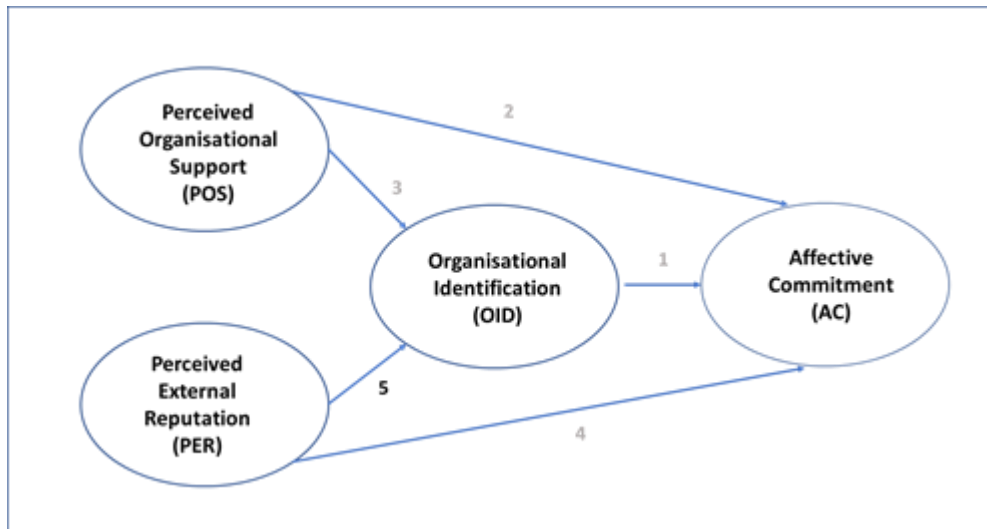 Perceived
Organisational
Support
(POS)
2
3
Organisational
Identification
(OID)
1
Affective
Commitment
(AC)
Perceived
External
Reputation
(PER)
5
4